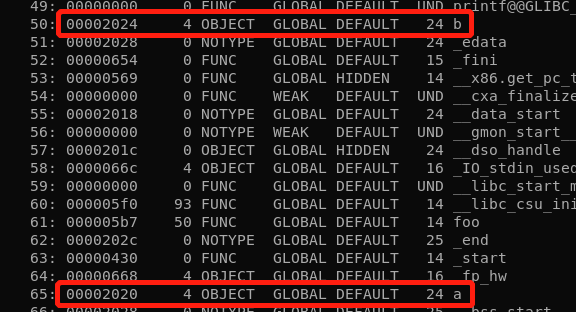 49: 00000000 0 FUNC GLOBAL DEFAULT UND printf@@GLIBC_
50: 00002024 4 OBJECT GLOBAL DEFAULT 24 b
51: 00002028 0 NOTYPE GLOBAL DEFAULT 24 _edata
52: 00000654 0 FUNC GLOBAL DEFAULT 15 _fini
53: 00000569 0 FUNC GLOBAL HIDDEN 14 __x86.get_pc_t
54: 00000000 0 FUNC WEAK DEFAULT UND __cxa_finalize
55: 00002018 0 NOTYPE GLOBAL DEFAULT 24 __data_start
56: 00000000 0 NOTYPE WEAK DEFAULT UND __gmon_start__
57: 0000201c 0 OBJECT GLOBAL HIDDEN 24 __dso_handle
58: 0000066c 4 OBJECT GLOBAL DEFAULT 16 _IO_stdin_used
59: 00000000 0 FUNC GLOBAL DEFAULT UND __libc_start_m
60: 000005f0 93 FUNC GLOBAL DEFAULT 14 __libc_csu_ini
61: 000005b7 50 FUNC GLOBAL DEFAULT 14 foo
62: 0000202c 0 NOTYPE GLOBAL DEFAULT 25 _end
63: 00000430 0 FUNC GLOBAL DEFAULT 14 _start
64: 00000668 4 OBJECT GLOBAL DEFAULT 16 _fp_hw
65: 00002020 4 OBJECT GLOBAL DEFAULT 24 a
66: 00002028 0 NOTYPE GLOBAL DEFAULT 25 __bss_start